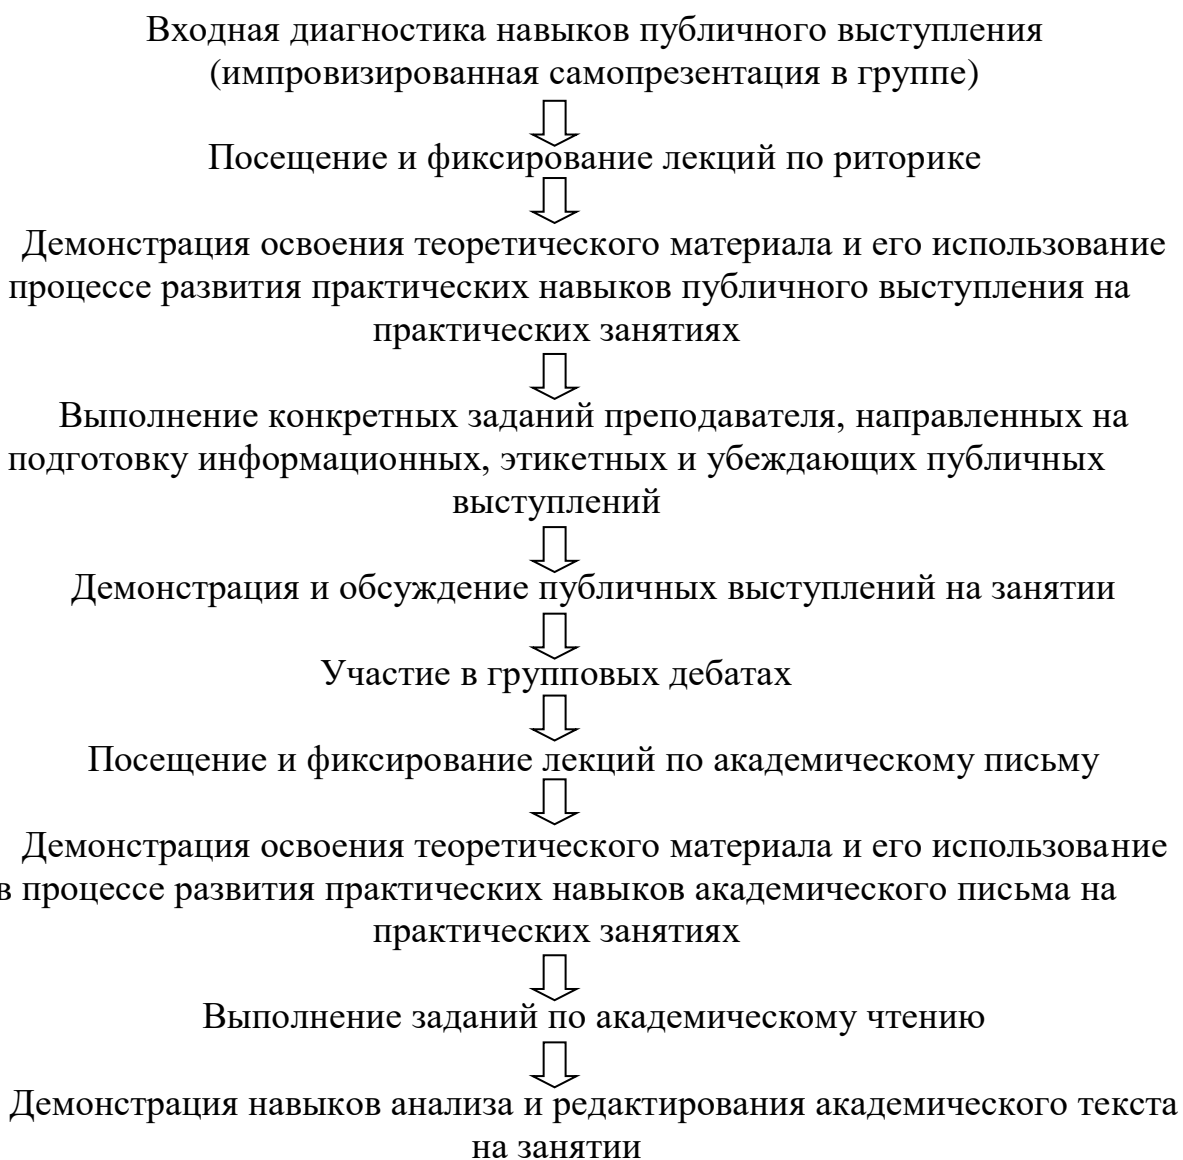 Входная диагностика навыков публичного выступления
(импровизированная самопрезентация в группе)
Посещение и фиксирование лекций по риторике
Демонстрация освоения теоретического материала и его использование
процессе развития практических навыков публичного выступления на
практических занятиях
Выполнение конкретных заданий преподавателя, направленных на
подготовку информационных, этикетных и убеждающих публичных
выступлений
Демонстрация и обсуждение публичных выступлений на занятии
Участие в групповых дебатах
Посещение и фиксирование лекций по академическому письму
Демонстрация освоения теоретического материала и его использование
в процессе развития практических навыков академического письма на
практических занятиях
Выполнение заданий по академическому чтению
Демонстрация навыков анализа и редактирования академического текста
на занятии